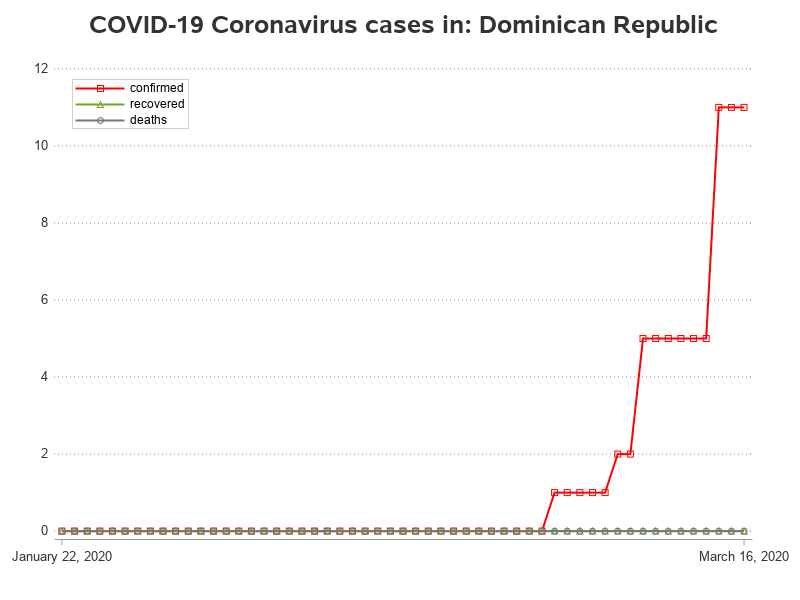 COVID-19 Coronavirus cases in: Dominican Republic
12
confirmed
recovered
deaths
10
8
6
4
2
0
January 22, 2020
March 16, 2020